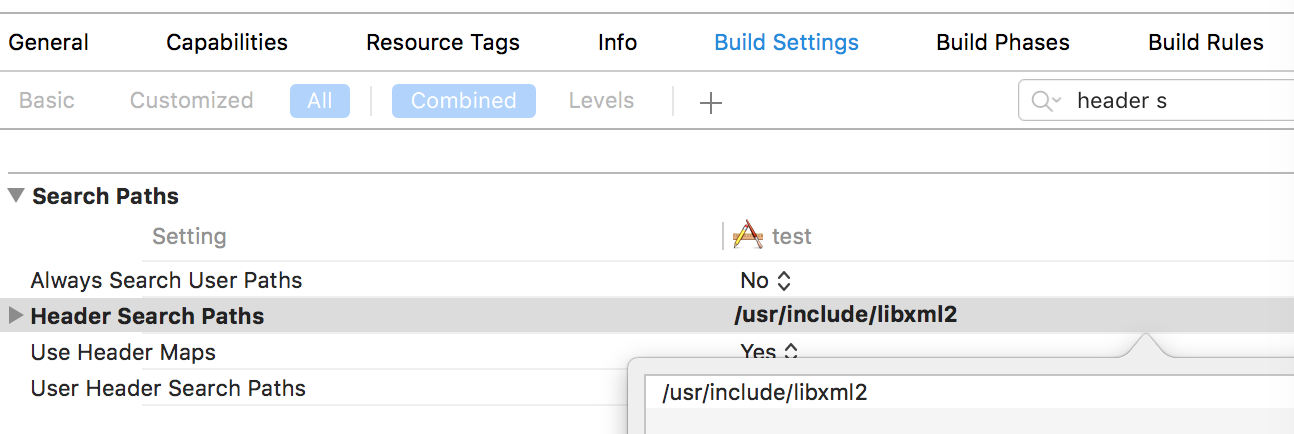 General Capabilities Resource Tags Info Build Settings Build Phases Build Rules
Basic Customized All Combined Levels + header s
Search Paths
Setting test
Always Search User Paths No
Header Search Paths /usr/include/libxml2
Use Header Maps Yes
User Header Search Paths
/usr/include/libxml2